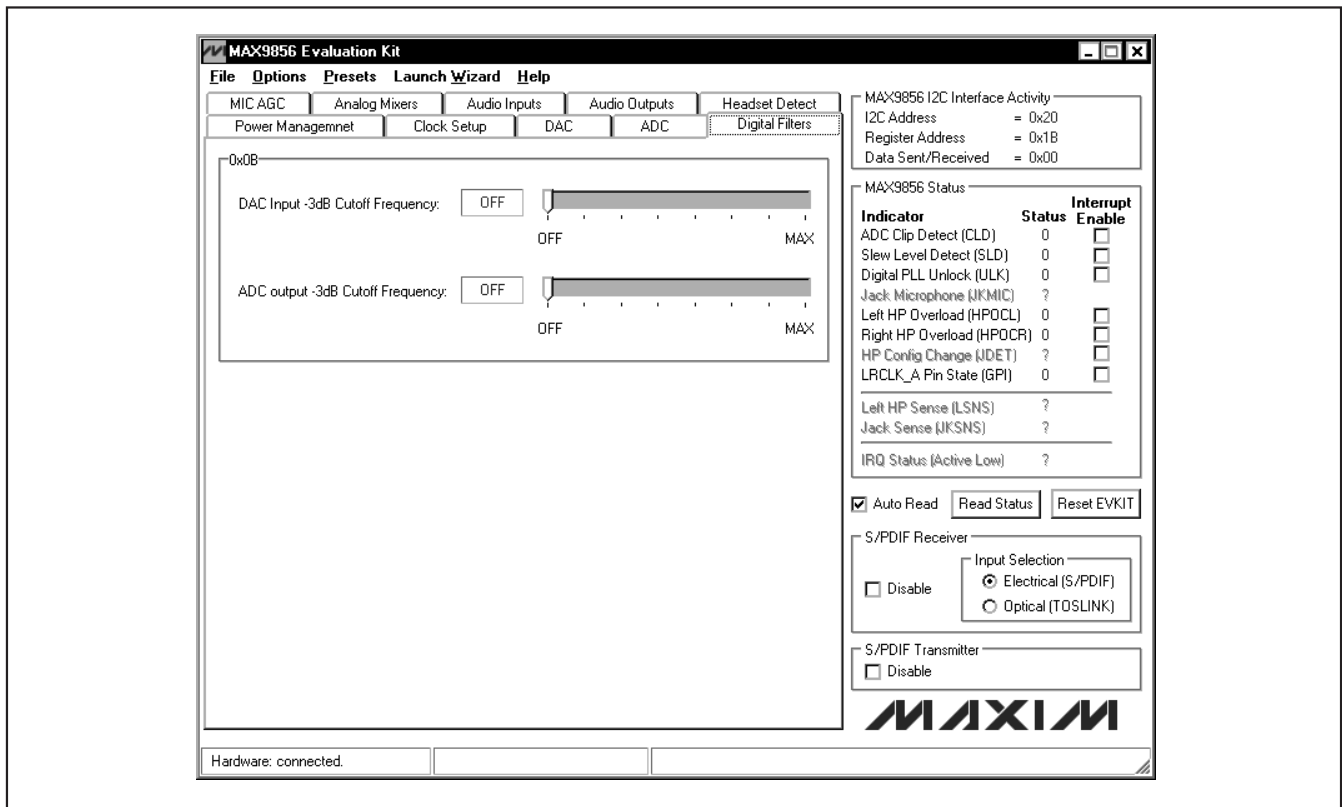 MAX9856 Evaluation Kit
File Options Presets Launch Wizard Help
MIC AGC Analog Mixers Audio Inputs Audio Outputs Headset Detect
Power Managemnet Clock Setup DAC ADC Digital Filters
0x0B
DAC Input -3dB Cutoff Frequency: OFF
OFF MAX
ADC output -3dB Cutoff Frequency: OFF
OFF MAX
MAX9856 I2C Interface Activity
I2C Address = 0x20
Register Address = 0x1B
Data Sent/Received = 0x00
MAX9856 Status
Indicator Status Interrupt Enable
ADC Clip Detect (CLD) 0
Slew Level Detect (SLD) 0
Digital PLL Unlock (ULK) 0
Jack Microphone (JKMIC) ?
Left HP Overload (HPOCL) 0
Right HP Overload (HPOCR) 0
HP Config Change (JDET) ?
LRCLK_A Pin State (GPI) 0
Left HP Sense (LSNS) ?
Jack Sense (JKSNS) ?
IRQ Status (Active Low) ?
Auto Read Read Status Reset EVKIT
S/PDIF Receiver
Disable
Input Selection
Electrical (S/PDIF)
Optical (TOSLINK)
S/PDIF Transmitter
Disable
MAXIM
Hardware: connected.